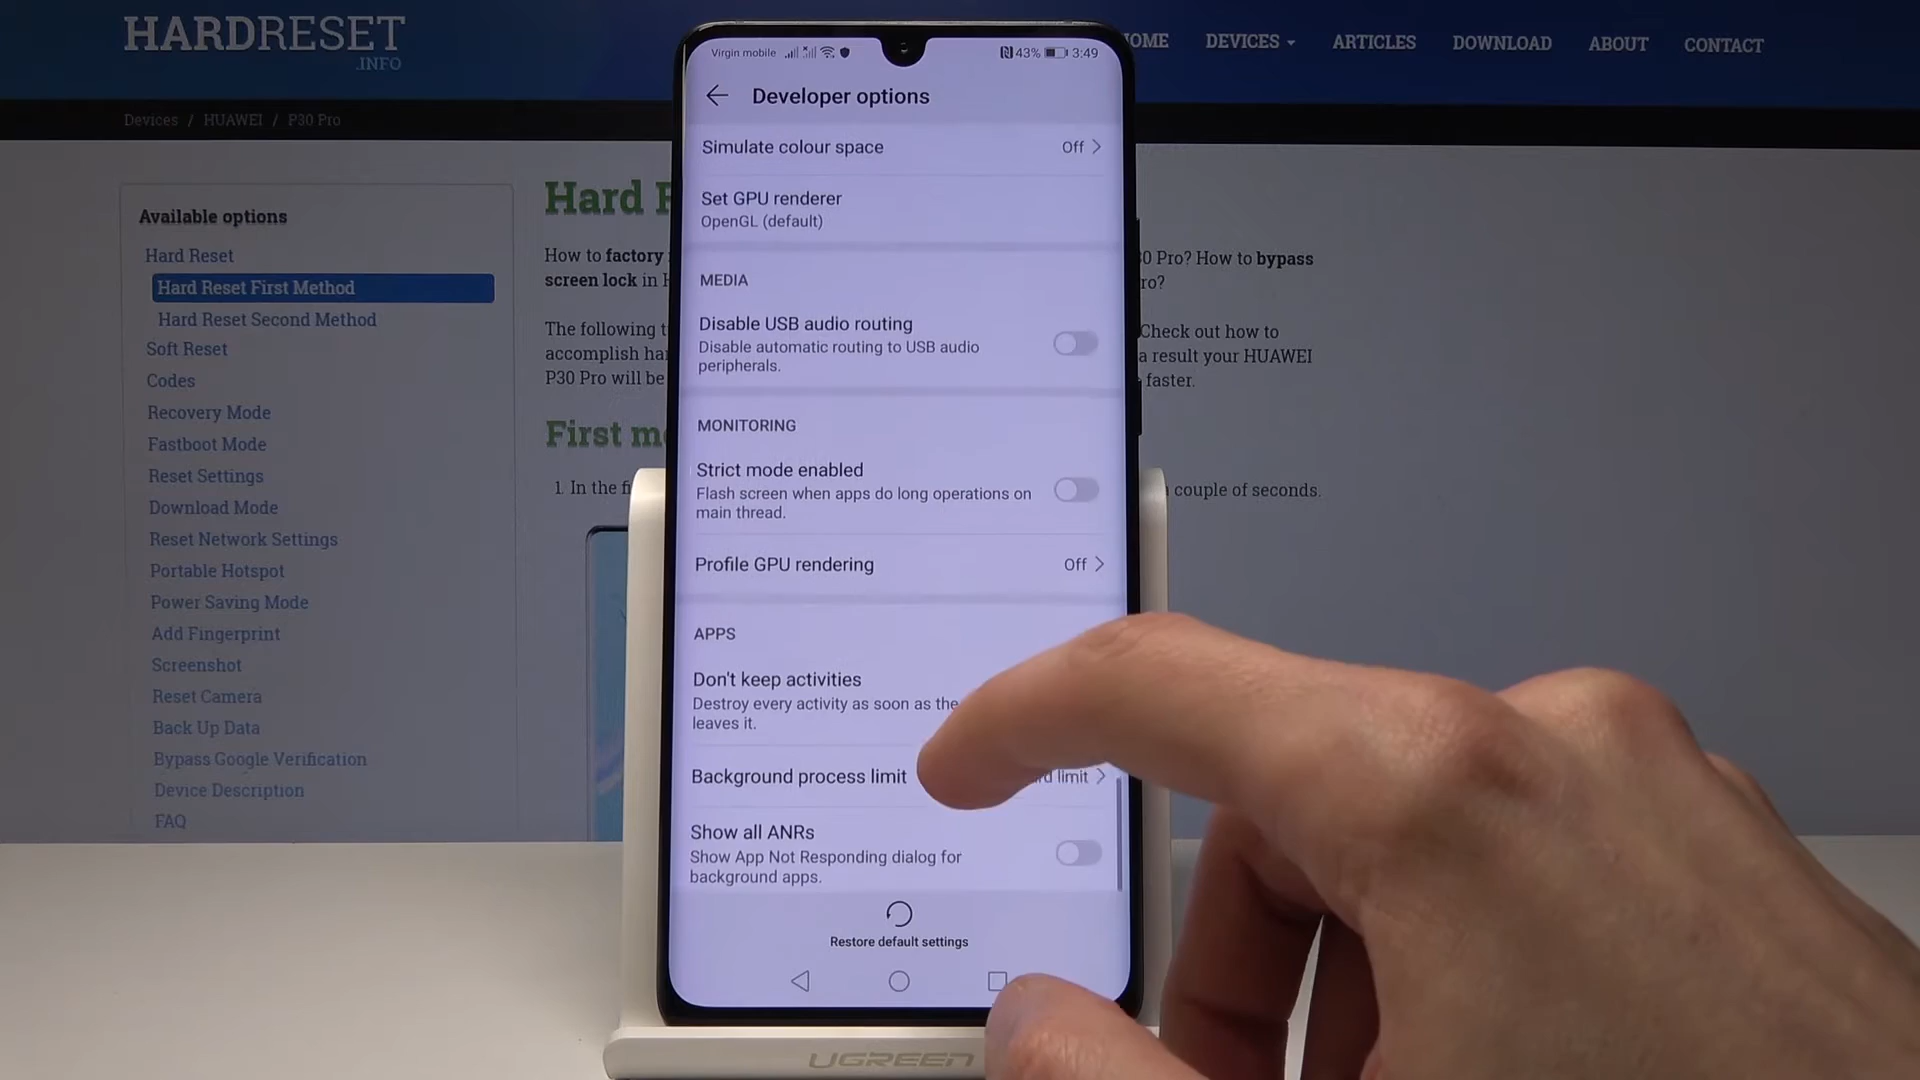 HARDRESET
.INFO
HOME
DEVICES
ARTICLES
DOWNLOAD
ABOUT
CONTACT
Devices / HUAWEI / P30 Pro
Available options
Hard Reset
Hard Reset First Method
Hard Reset Second Method
Soft Reset
Codes
Recovery Mode
Fastboot Mode
Reset Settings
Download Mode
Reset Network Settings
Portable Hotspot
Power Saving Mode
Add Fingerprint
Screenshot
Reset Camera
Back Up Data
Bypass Google Verification
Device Description
FAQ
Hard
How to factory
screen lock in
Pro? How to bypass
The following
Check out how to
accomplish
a result your HUAWEI
P30 Pro will be
faster.
First
1. In the
couple of seconds.
Virgin mobile
43% 3:49
Developer options
Simulate colour space Off
Set GPU renderer
OpenGL (default)
MEDIA
Disable USB audio routing
Disable automatic routing to USB audio
peripherals.
MONITORING
Strict mode enabled
Flash screen when apps do long operations on
main thread.
Profile GPU rendering Off
APPS
Don't keep activities
Destroy every activity as soon as the
leaves it.
Background process limit limit
Show all ANRs
Show App Not Responding dialog for
background apps.
Restore default settings
UGREEN